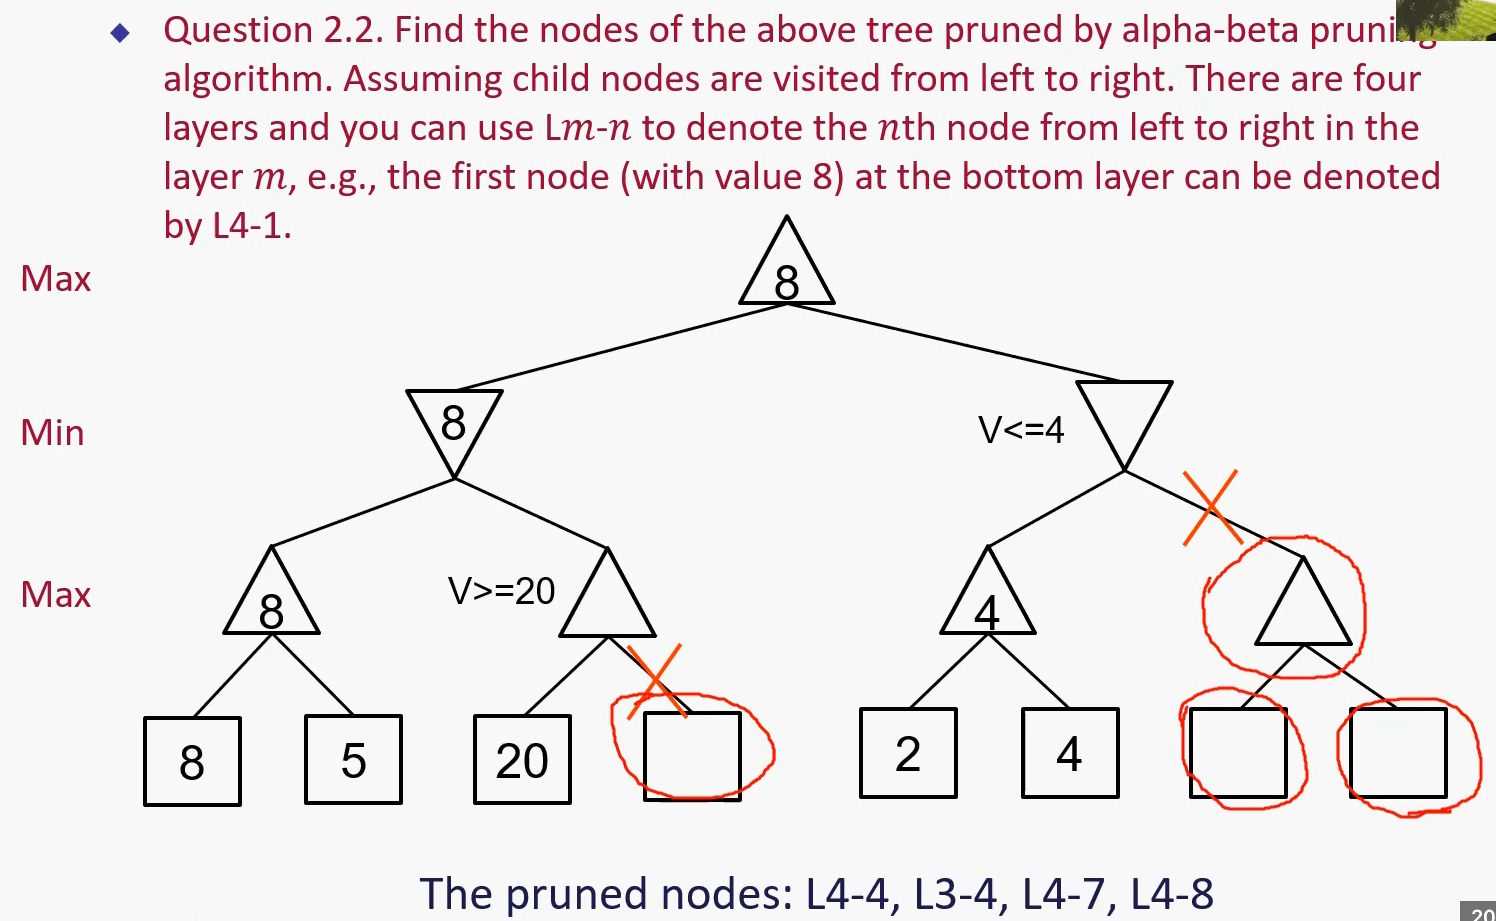 Question 2.2. Find the nodes of the above tree pruned by alpha-beta pruning
algorithm. Assuming child nodes are visited from left to right. There are four
layers and you can use Lm-n to denote the nth node from left to right in the
layer m, e.g., the first node (with value 8) at the bottom layer can be denoted
by L4-1.
Max
8
Min
8
V<=4
Max
8
V>=20
4
8
5
20
2
4
The pruned nodes: L4-4, L3-4, L4-7, L4-8
20